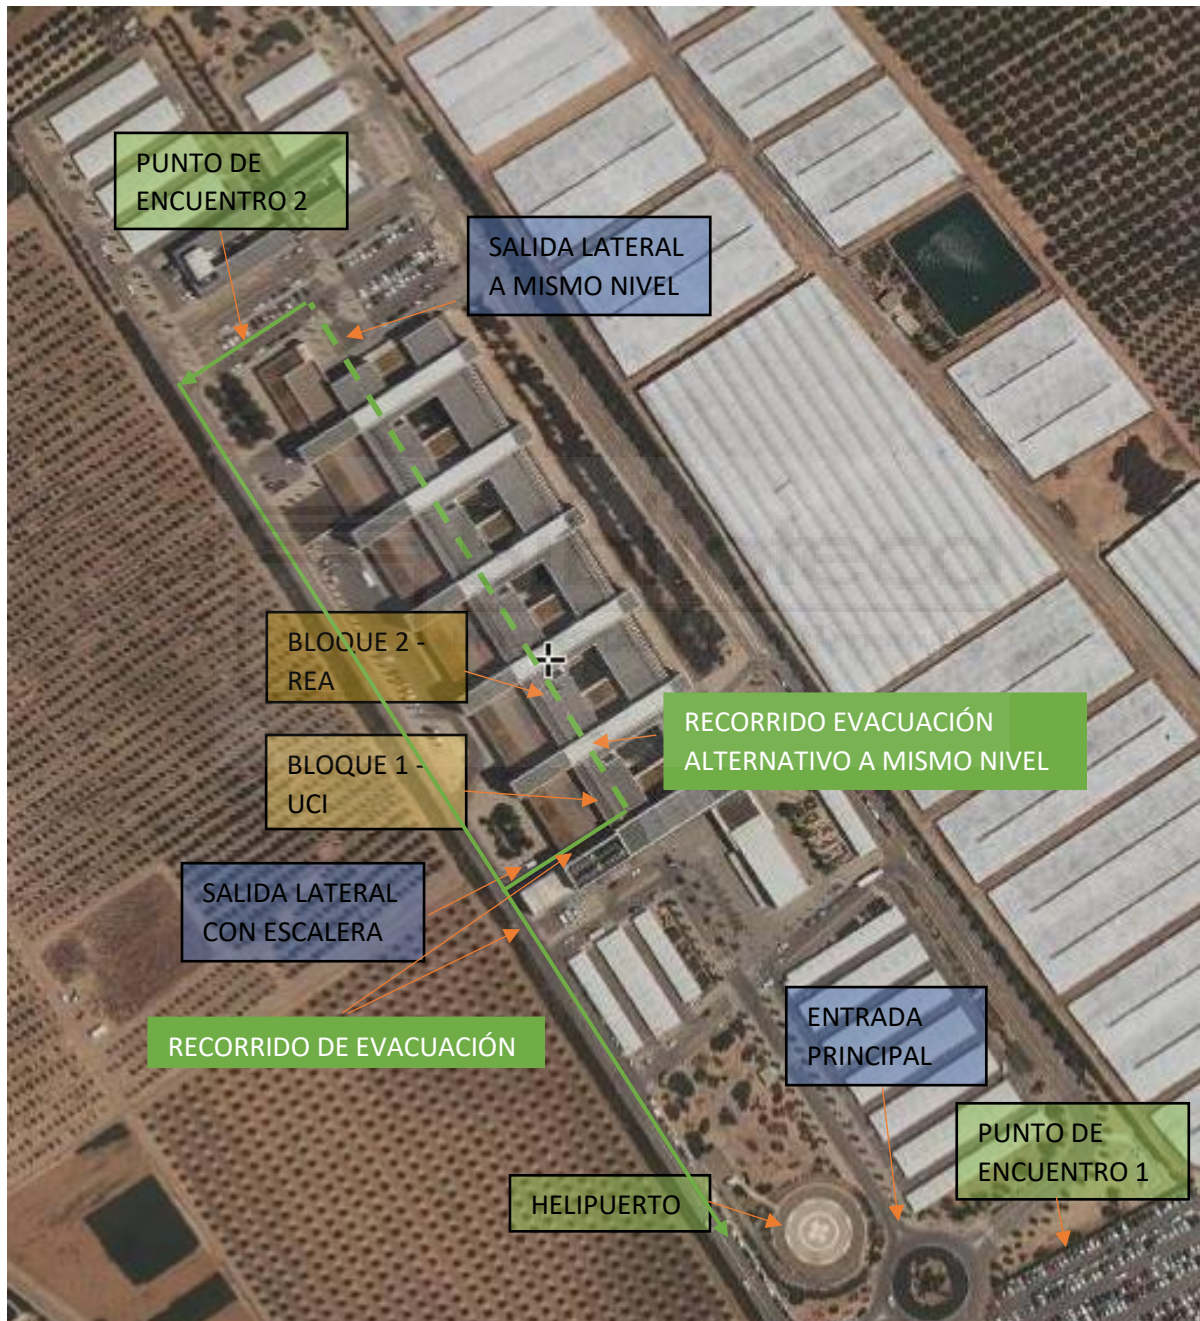 PUNTO DE
ENCUENTRO 2
SALIDA LATERAL
A MISMO NIVEL
BLOQUE 2 -
REA
RECORRIDO EVACUACIÓN
ALTERNATIVO A MISMO NIVEL
BLOQUE 1 -
UCI
SALIDA LATERAL
CON ESCALERA
RECORRIDO DE EVACUACIÓN
ENTRADA
PRINCIPAL
PUNTO DE
ENCUENTRO 1
HELIPUERTO